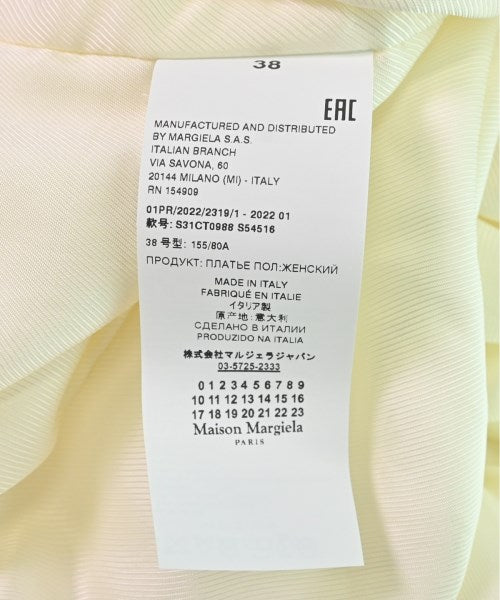 38
EAC
MANUFACTURED AND DISTRIBUTED
BY MARGIELA S.A.S.
ITALIAN BRANCH
VIA SAVONA, 60
20144 MILANO (MI) - ITALY
RN 154909
01PR/2022/2319/1 - 2022 01
款号: S31CT0988 S54516
38 号型: 155/80A
ПРОДУКТ: ПЛАТЬЕ ПОЛ:ЖЕНСКИЙ
MADE IN ITALY
FABRIQUÉ EN ITALIE
イタリア製
原产地: 意大利
СДЕЛАНО В ИТАЛИИ
PRODUZIDO NA ITALIA
株式会社マルジェラジャパン
03-5725-2333
0 1 2 3 4 5 6 7 8 9
10 11 12 13 14 15 16
17 18 19 20 21 22 23
Maison Margiela
PARIS